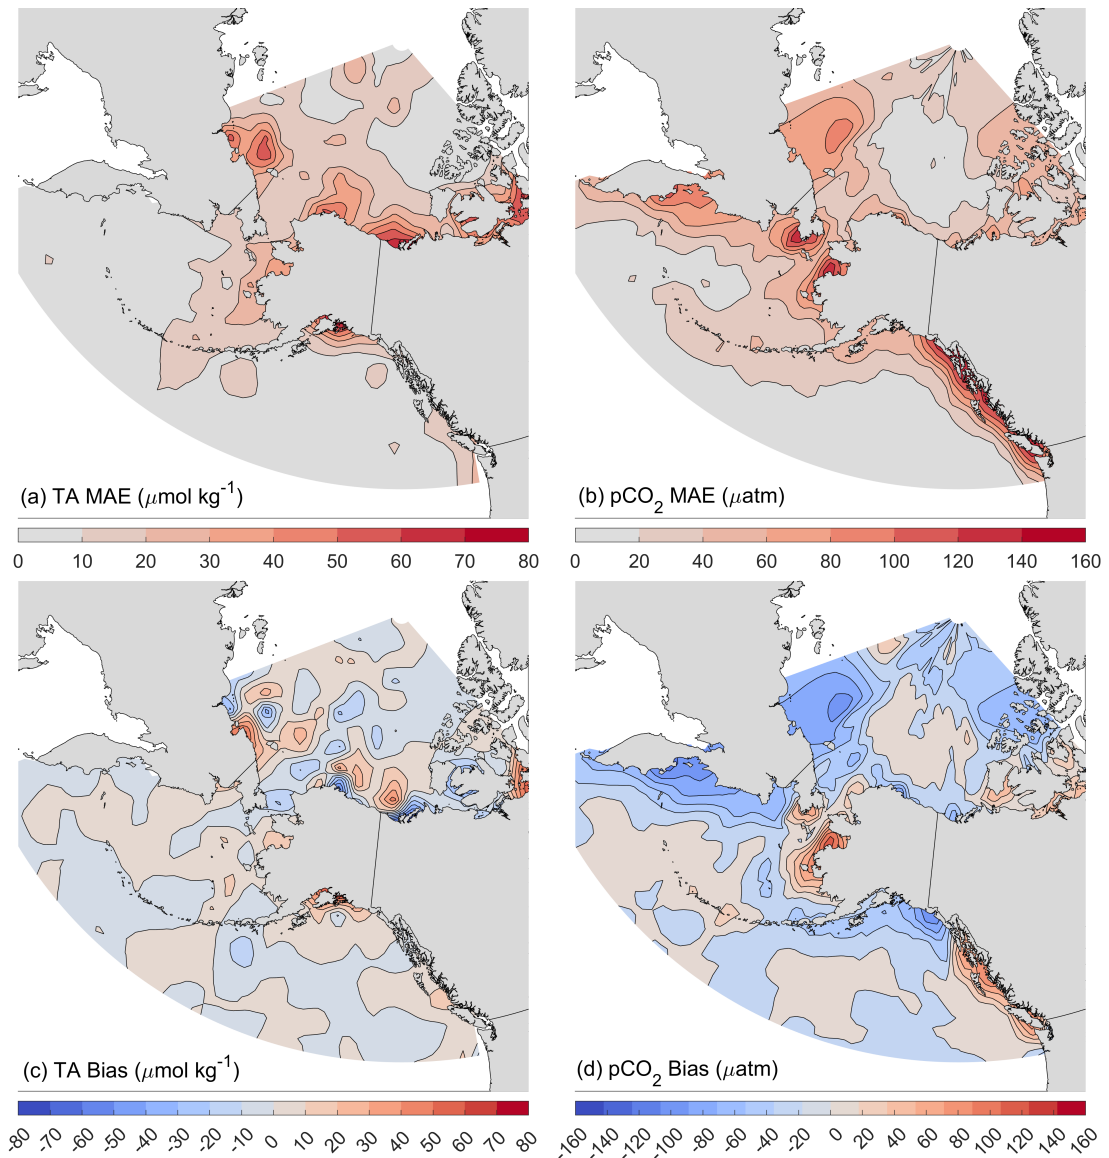 (a) TA MAE (μmol kg⁻¹)
0 10 20 30 40 50 60 70 80
(b) pCO₂ MAE (μatm)
0 20 40 60 80 100 120 140 160
(c) TA Bias (μmol kg⁻¹)
-80 -70 -60 -50 -40 -30 -20 -10 0 10 20 30 40 50 60 70 80
(d) pCO₂ Bias (μatm)
-160 -140 -120 -100 -80 -60 -40 -20 0 20 40 60 80 100 120 140 160